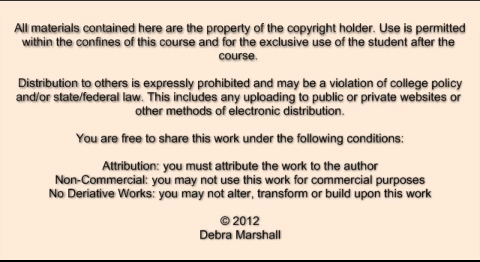 All materials contained here are the property of the copyright holder. Use is permitted
within the confines of this course and for the exclusive use of the student after the
course.
Distribution to others is expressly prohibited and may be a violation of college policy
and/or state/federal law. This includes any uploading to public or private websites or
other methods of electronic distribution.
You are free to share this work under the following conditions:
Attribution: you must attribute the work to the author
Non-Commercial: you may not use this work for commercial purposes
No Deriative Works: you may not alter, transform or build upon this work
© 2012
Debra Marshall